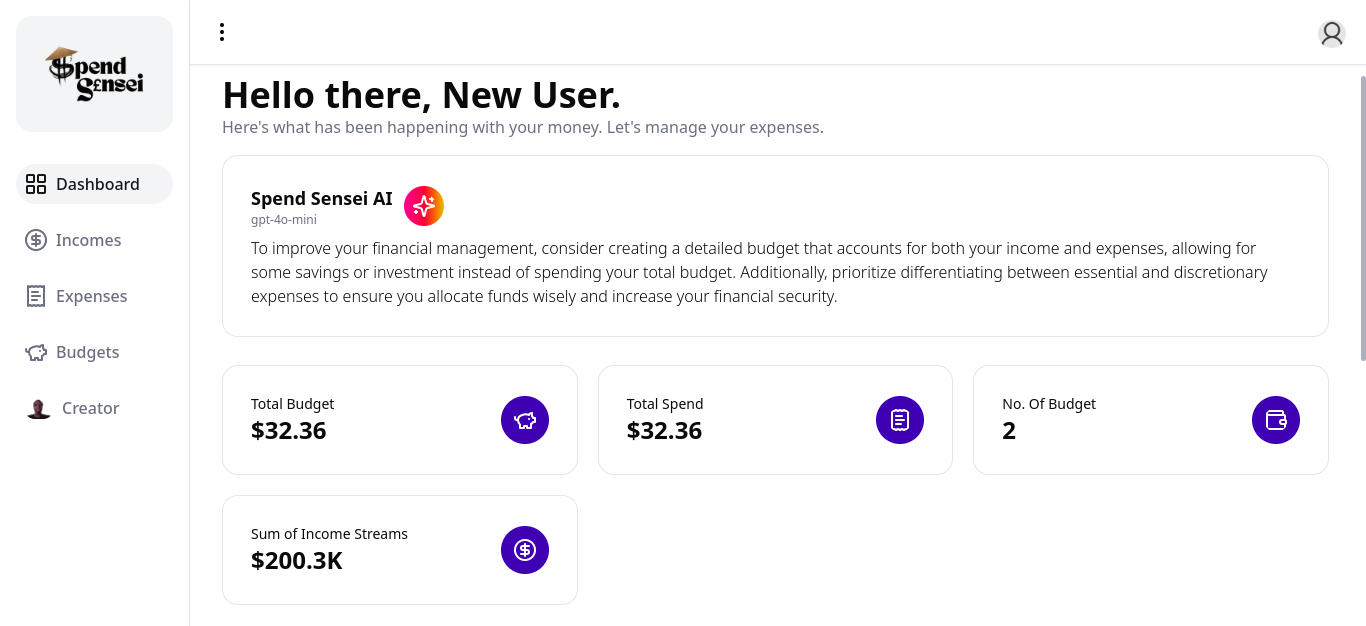 Spend
Sensei
Dashboard
Incomes
Expenses
Budgets
Creator
Hello there, New User.
Here's what has been happening with your money. Let's manage your expenses.
Spend Sensei AI
gpt-4o-mini
To improve your financial management, consider creating a detailed budget that accounts for both your income and expenses, allowing for
some savings or investment instead of spending your total budget. Additionally, prioritize differentiating between essential and discretionary
expenses to ensure you allocate funds wisely and increase your financial security.
Total Budget
$32.36
Total Spend
$32.36
No. Of Budget
2
Sum of Income Streams
$200.3K